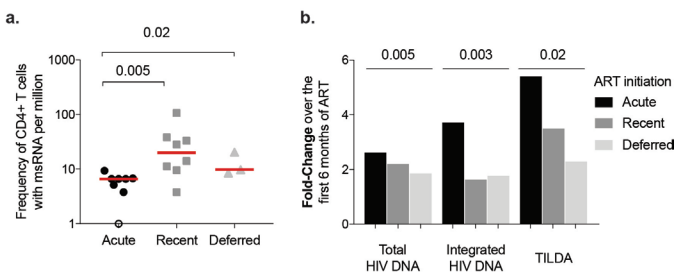 a.
0.02
0.005
Frequency of CD4+ T cells
with msRNA per million
1000
100
10
1
Acute
Recent
Deferred
b.
0.005
0.003
0.02
Fold-Change over the
first 6 months of ART
6
4
2
0
Total
HIV DNA
Integrated
HIV DNA
TILDA
ART initiation
Acute
Recent
Deferred